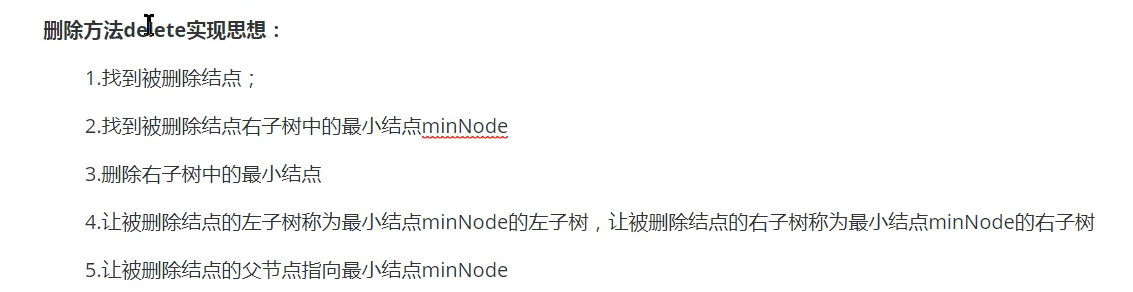 删除方法delete实现思想：
1.找到被删除结点；
2.找到被删除结点右子树中的最小结点minNode
3.删除右子树中的最小结点
4.让被删除结点的左子树称为最小结点minNode的左子树，让被删除结点的右子树称为最小结点minNode的右子树
5.让被删除结点的父节点指向最小结点minNode